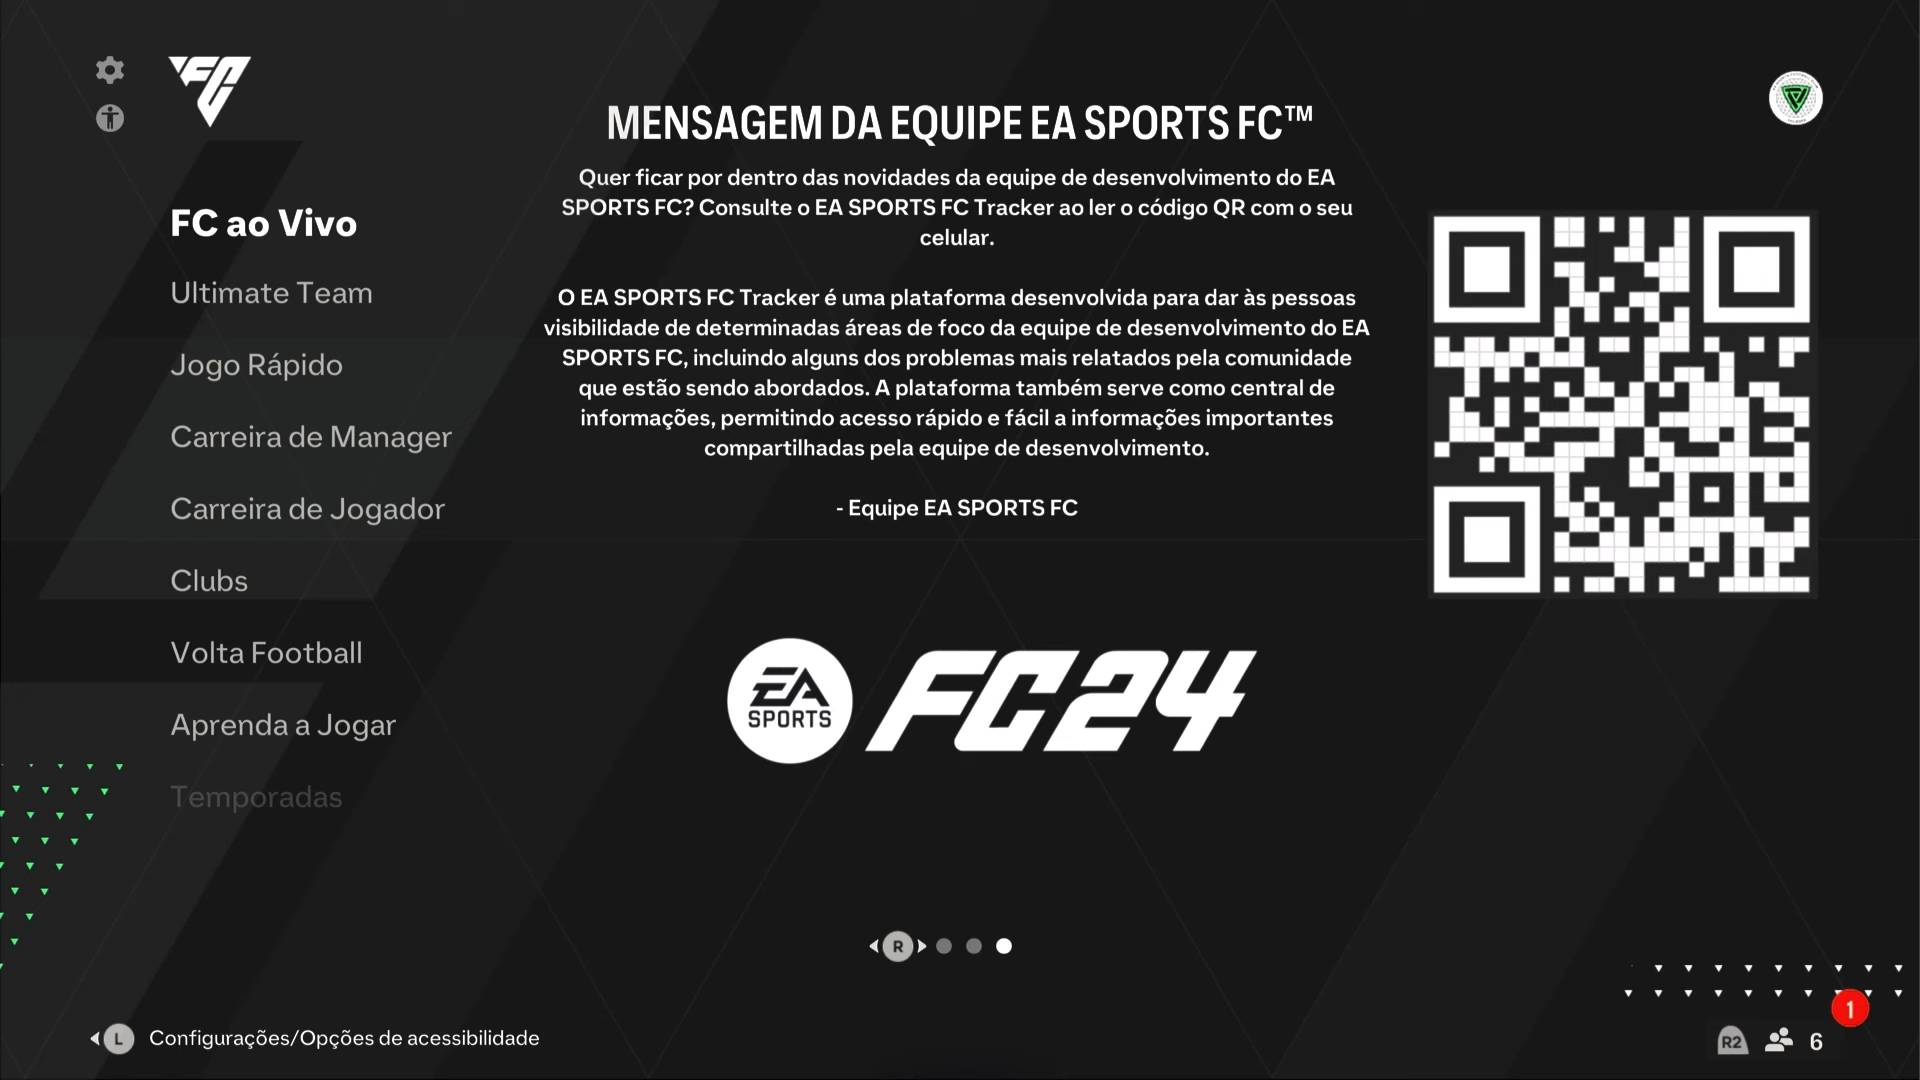 MENSAGEM DA EQUIPE EA SPORTS FC™
Quer ficar por dentro das novidades da equipe de desenvolvimento do EA
SPORTS FC? Consulte o EA SPORTS FC Tracker ao ler o código QR com o seu
celular.
O EA SPORTS FC Tracker é uma plataforma desenvolvida para dar às pessoas
visibilidade de determinadas áreas de foco da equipe de desenvolvimento do EA
SPORTS FC, incluindo alguns dos problemas mais relatados pela comunidade
que estão sendo abordados. A plataforma também serve como central de
informações, permitindo acesso rápido e fácil a informações importantes
compartilhadas pela equipe de desenvolvimento.
- Equipe EA SPORTS FC
FC
FC ao Vivo
Ultimate Team
Jogo Rápido
Carreira de Manager
Carreira de Jogador
Clubs
Volta Football
Aprenda a Jogar
Temporadas
EA
SPORTS
FC24
R
L Configurações/Opções de acessibilidade
1
R2 6